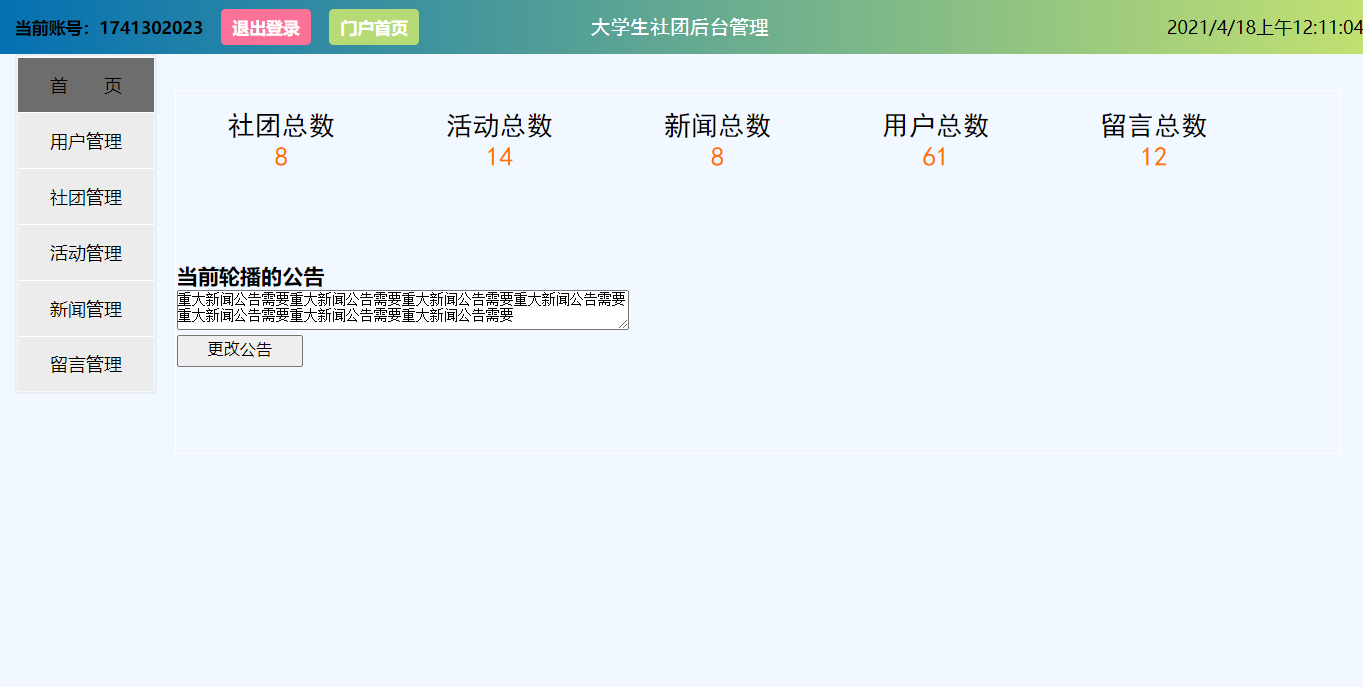 当前账号：1741302023 退出登录 门户首页 大学生社团后台管理 2021/4/18上午12:11:04
首 页
用户管理
社团管理
活动管理
新闻管理
留言管理
社团总数 活动总数 新闻总数 用户总数 留言总数
8 14 8 61 12
当前轮播的公告
重大新闻公告需要重大新闻公告需要重大新闻公告需要重大新闻公告需要
重大新闻公告需要重大新闻公告需要重大新闻公告需要
更改公告